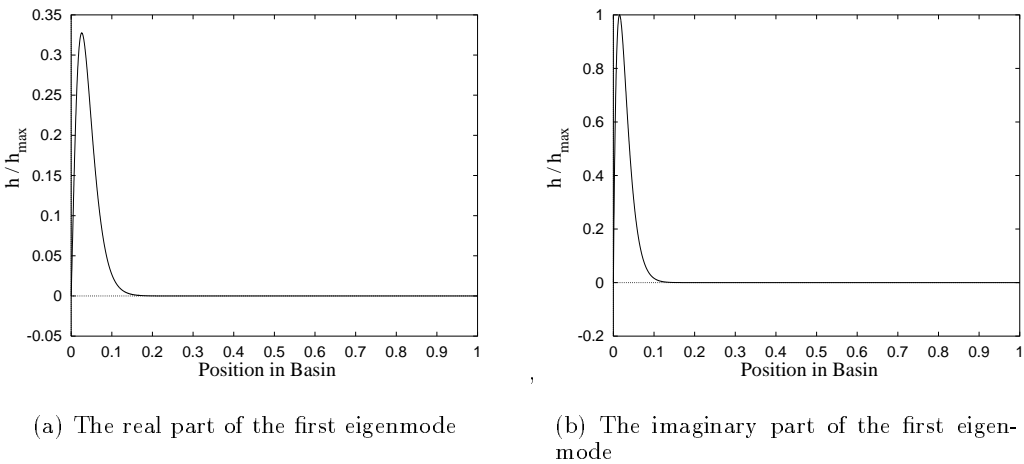 0.35
0.3
0.25
0.2
0.15
0.1
0.05
0
-0.05
h / hmax
0 0.1 0.2 0.3 0.4 0.5 0.6 0.7 0.8 0.9 1
Position in Basin
(a) The real part of the first eigenmode
,
1
0.8
0.6
0.4
0.2
0
-0.2
h / hmax
0 0.1 0.2 0.3 0.4 0.5 0.6 0.7 0.8 0.9 1
Position in Basin
(b) The imaginary part of the first eigen-
mode